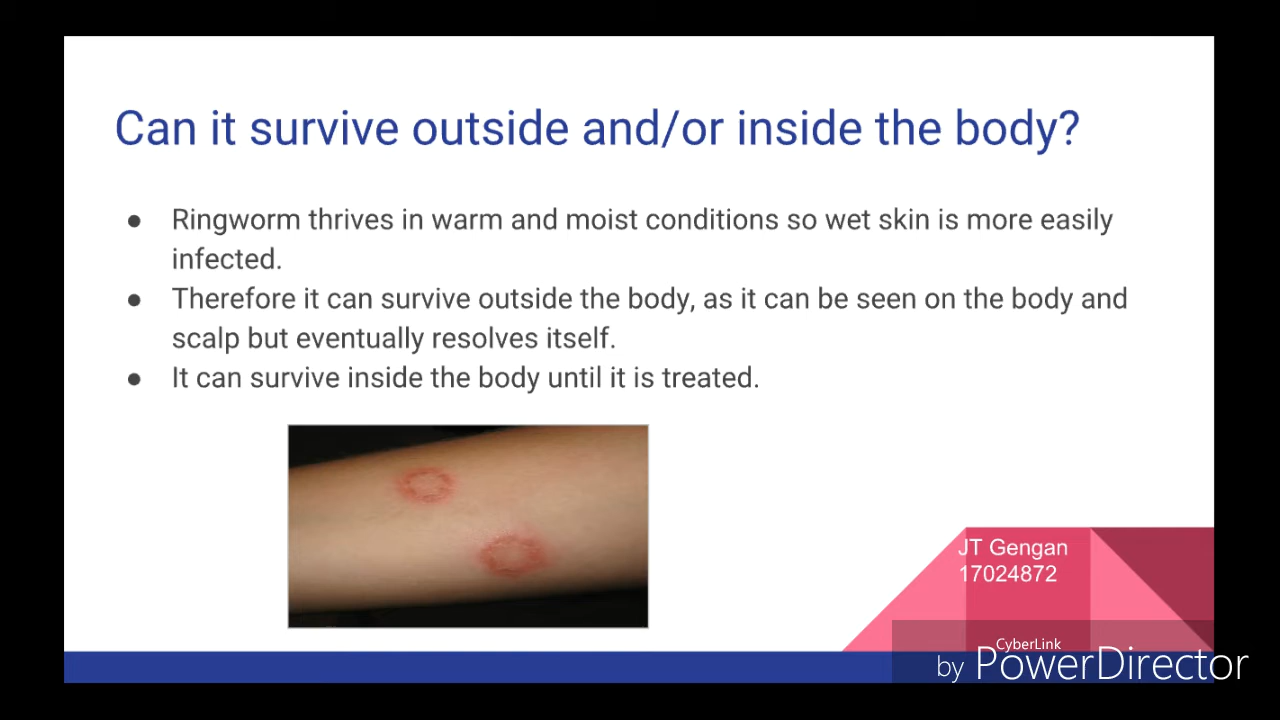 Can it survive outside and/or inside the body?
● Ringworm thrives in warm and moist conditions so wet skin is more easily
infected.
● Therefore it can survive outside the body, as it can be seen on the body and
scalp but eventually resolves itself.
● It can survive inside the body until it is treated.
JT Gengan
17024872
CyberLink
by PowerDirector